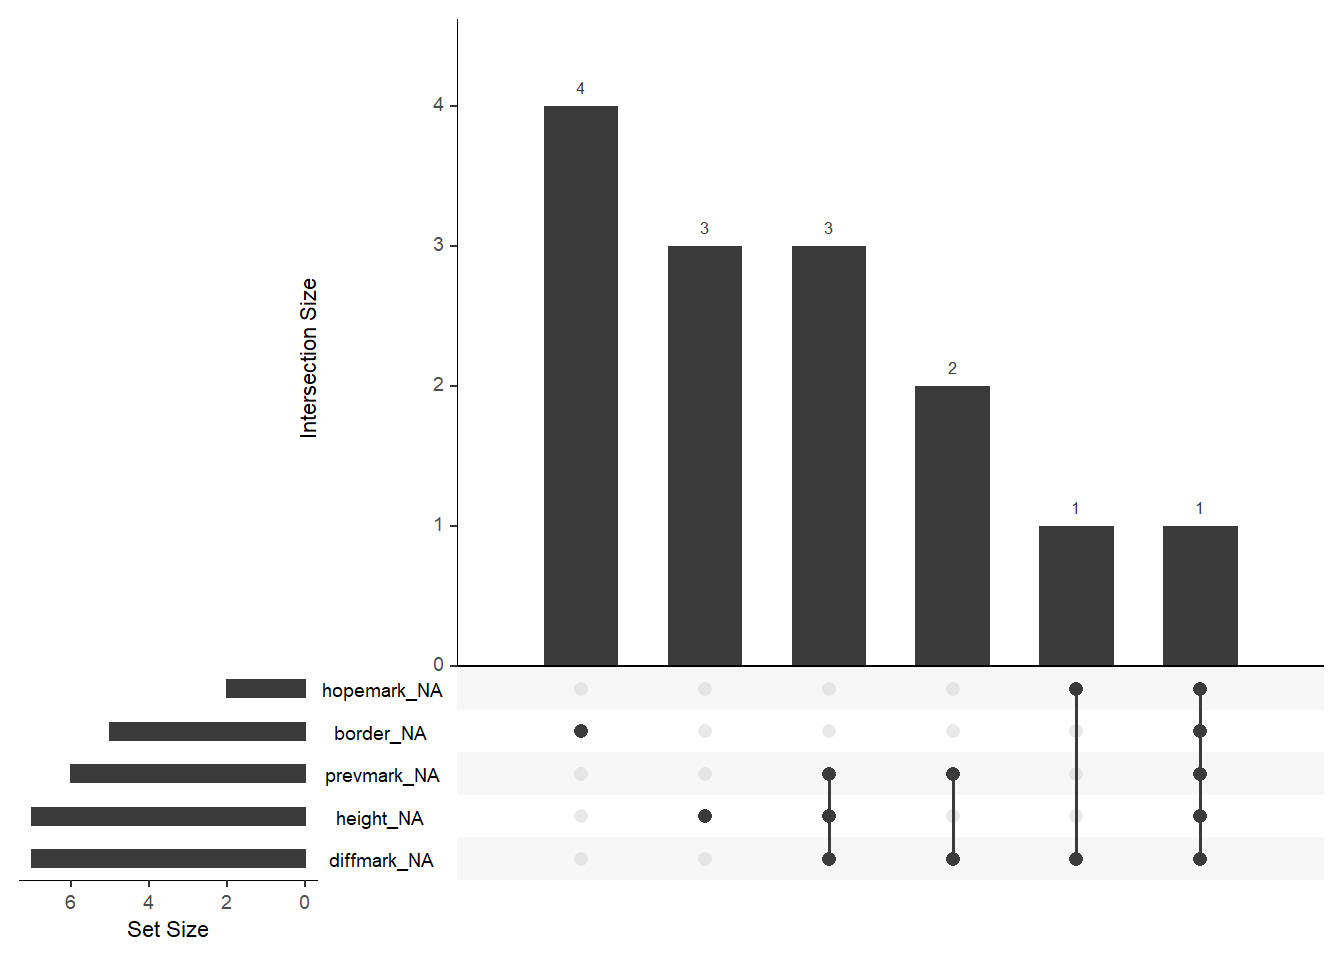 4
3
3
2
1
1
4
3
2
1
0
Intersection Size
hopemark_NA
border_NA
prevmark_NA
height_NA
diffmark_NA
6 4 2 0
Set Size